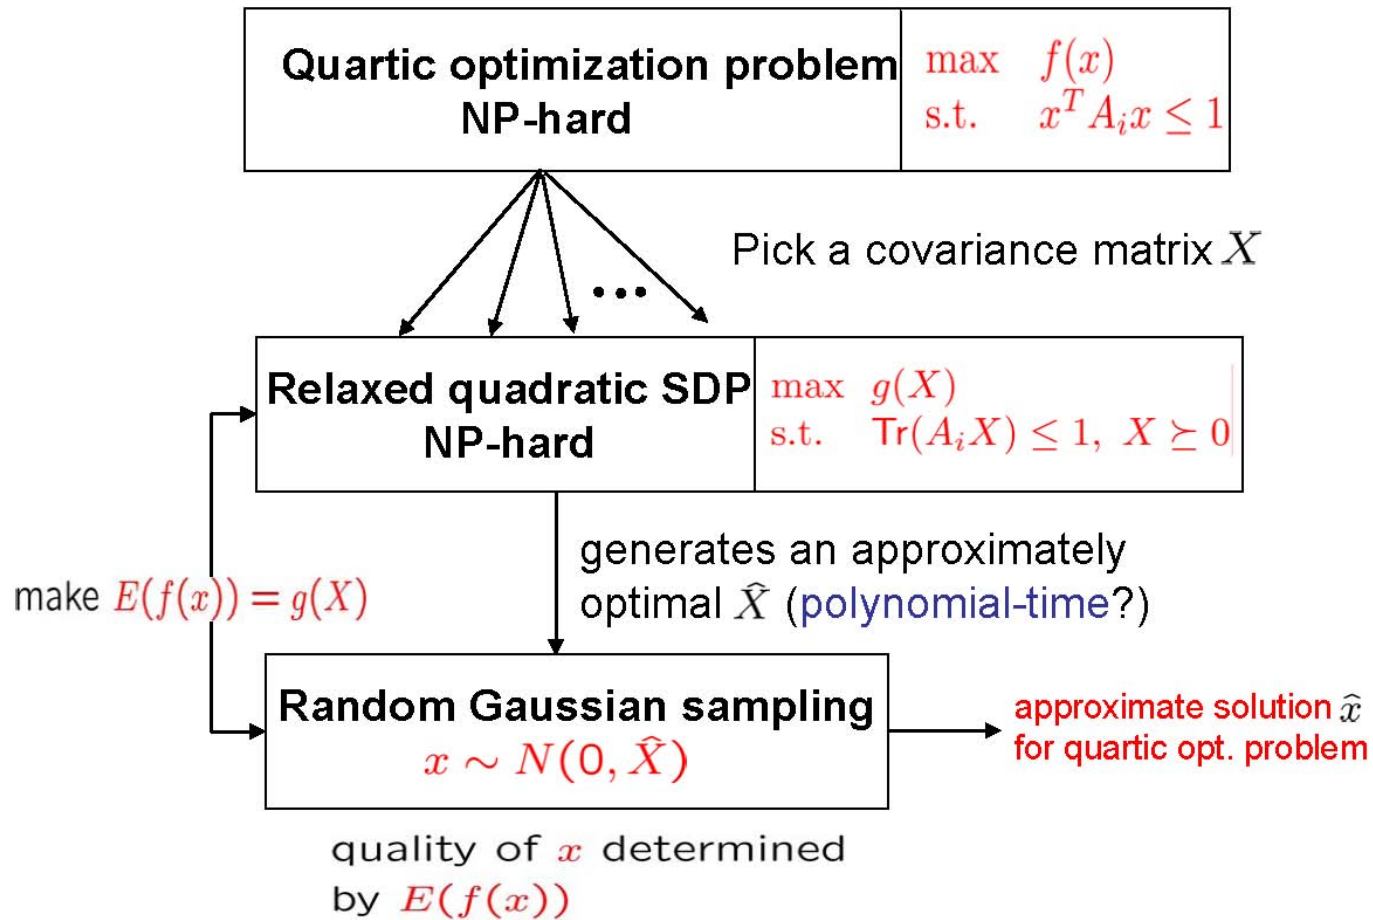 Quartic optimization problem
NP-hard
max f(x)
s.t. x^T A_i x ≤ 1
Pick a covariance matrix X
...
Relaxed quadratic SDP
NP-hard
max g(X)
s.t. Tr(A_i X) ≤ 1, X ⪰ 0
generates an approximately
optimal X̂ (polynomial-time?)
make E(f(x)) = g(X)
Random Gaussian sampling
x ∼ N(0, X̂)
approximate solution x̂
for quartic opt. problem
quality of x determined
by E(f(x))